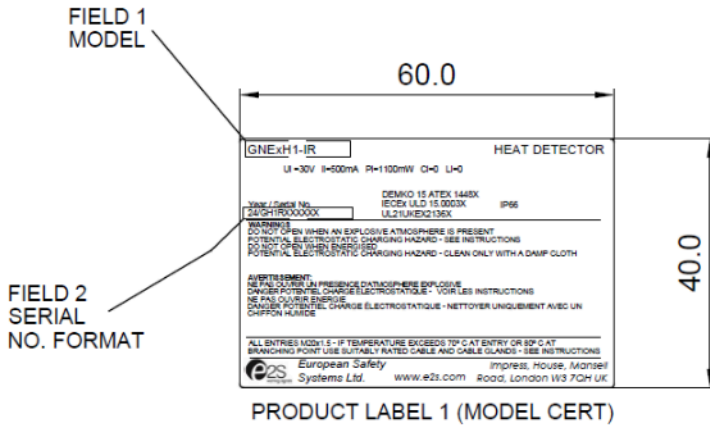 FIELD 1
MODEL
60.0
GNExH1-IR
HEAT DETECTOR
UI =30V II=500mA PI=1100mW CI=0 LI=0
DEMKO 15 ATEX 1448X
Year / Serial No.
IECEx ULD 15.0003X IP66
24/GH1RXXXXXX
UL21UKEX2136X
WARNINGS
DO NOT OPEN WHEN AN EXPLOSIVE ATMOSPHERE IS PRESENT
POTENTIAL ELECTROSTATIC CHARGING HAZARD - SEE INSTRUCTIONS
DO NOT OPEN WHEN ENERGISED
POTENTIAL ELECTROSTATIC CHARGING HAZARD - CLEAN ONLY WITH A DAMP CLOTH
40.0
AVERTISSEMENT:
NE PAS OUVRIR UN PRESENCE D'ATMOSPHERE EXPLOSIVE
DANGER POTENTIEL CHARGE ÉLECTROSTATIQUE - VOIR LES INSTRUCTIONS
NE PAS OUVRIR ENERGIE
DANGER POTENTIEL CHARGE ÉLECTROSTATIQUE - NETTOYER UNIQUEMENT AVEC UN
CHIFFON HUMIDE
FIELD 2
SERIAL
NO. FORMAT
ALL ENTRIES M20x1.5 - IF TEMPERATURE EXCEEDS 70º C AT ENTRY OR 80º C AT
BRANCHING POINT USE SUITABLY RATED CABLE AND CABLE GLANDS - SEE INSTRUCTIONS
e2S
European Safety
Systems Ltd.
www.e2s.com
Impress, House, Mansell
Road, London W3 7QH UK
PRODUCT LABEL 1 (MODEL CERT)